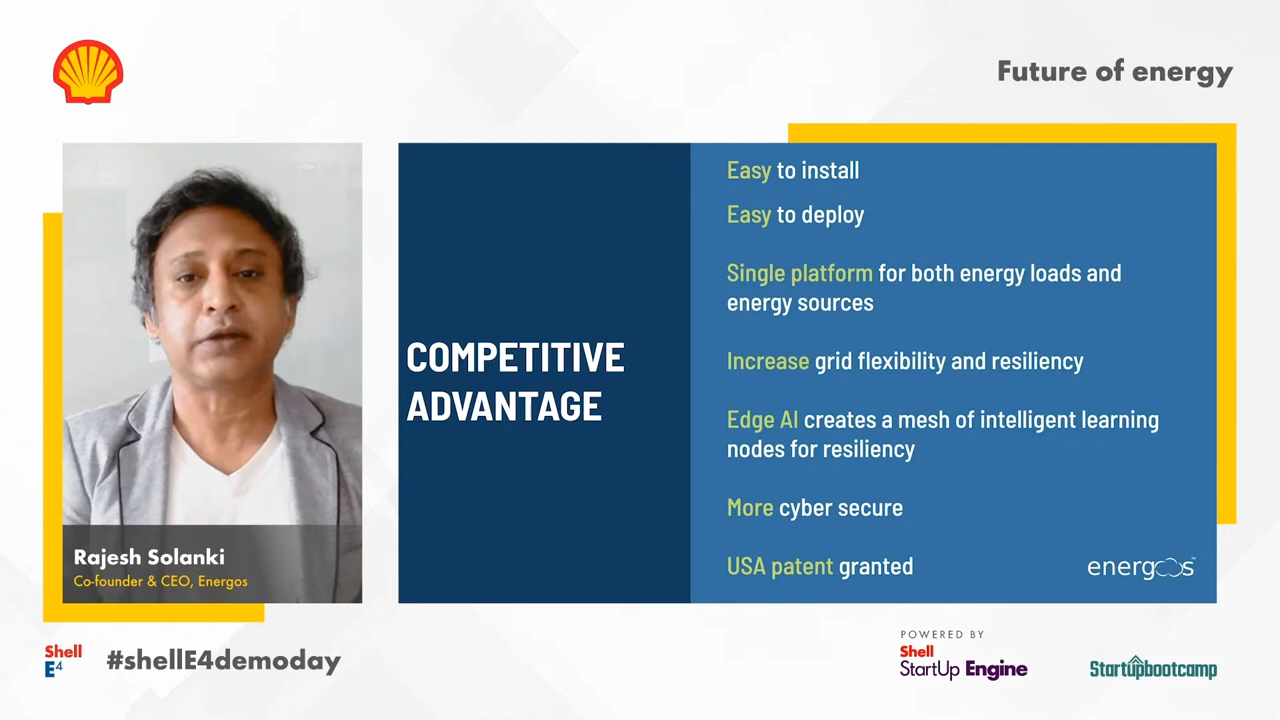 Future of energy
Easy to install
Easy to deploy
Single platform for both energy loads and
energy sources
COMPETITIVE
ADVANTAGE
Increase grid flexibility and resiliency
Edge AI creates a mesh of intelligent learning
nodes for resiliency
More cyber secure
USA patent granted
energos™
Rajesh Solanki
Co-founder & CEO, Energos
Shell
E4
#shellE4demoday
POWERED BY
Shell
StartUp Engine
Startupbootcamp